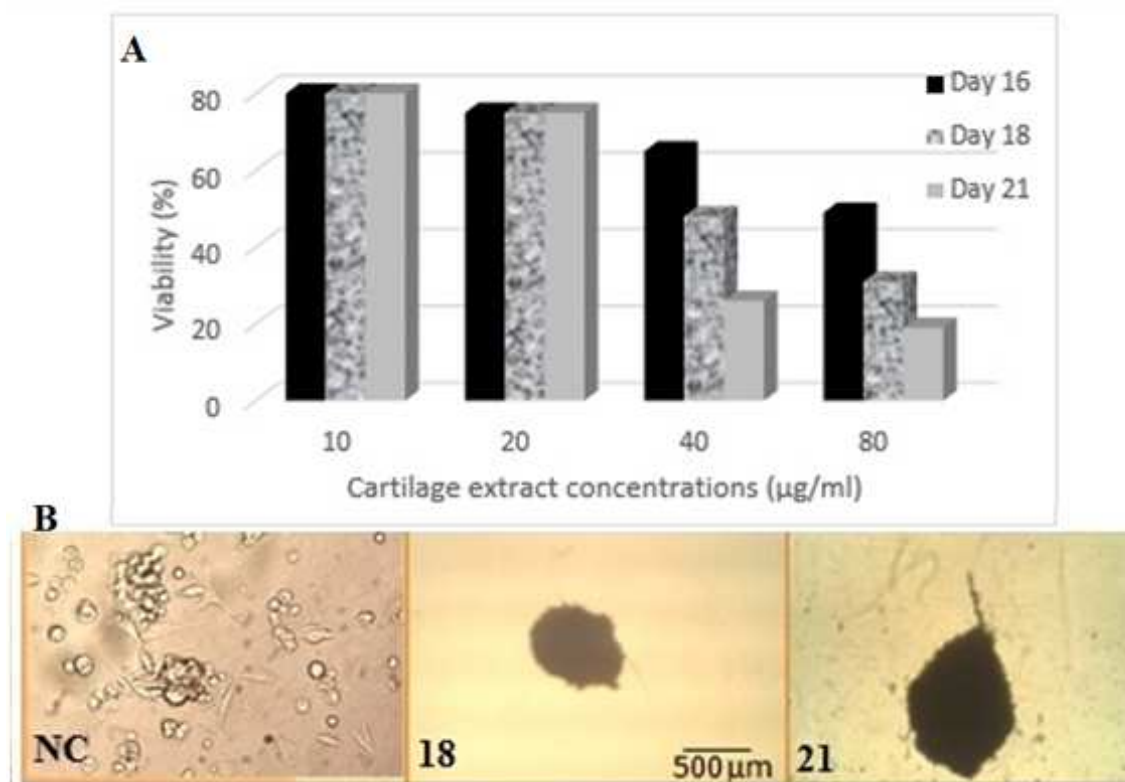 A
80
60
40
20
0
Viability (%)
Day 16
Day 18
Day 21
10 20 40 80
Cartilage extract concentrations (µg/ml)
B
NC
18
500 µm
21